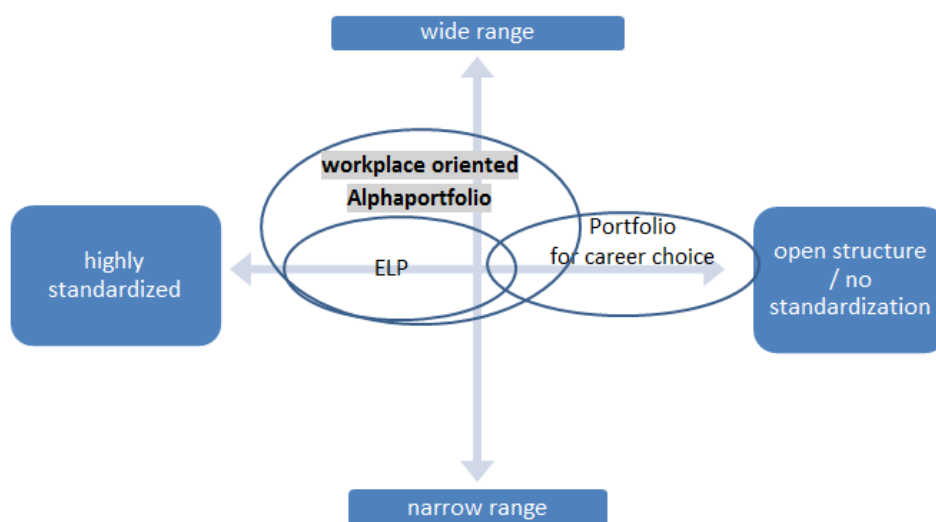 wide range
workplace oriented
Alphaportfolio
Portfolio
for career choice
highly
standardized
ELP
open structure
/ no
standardization
narrow range